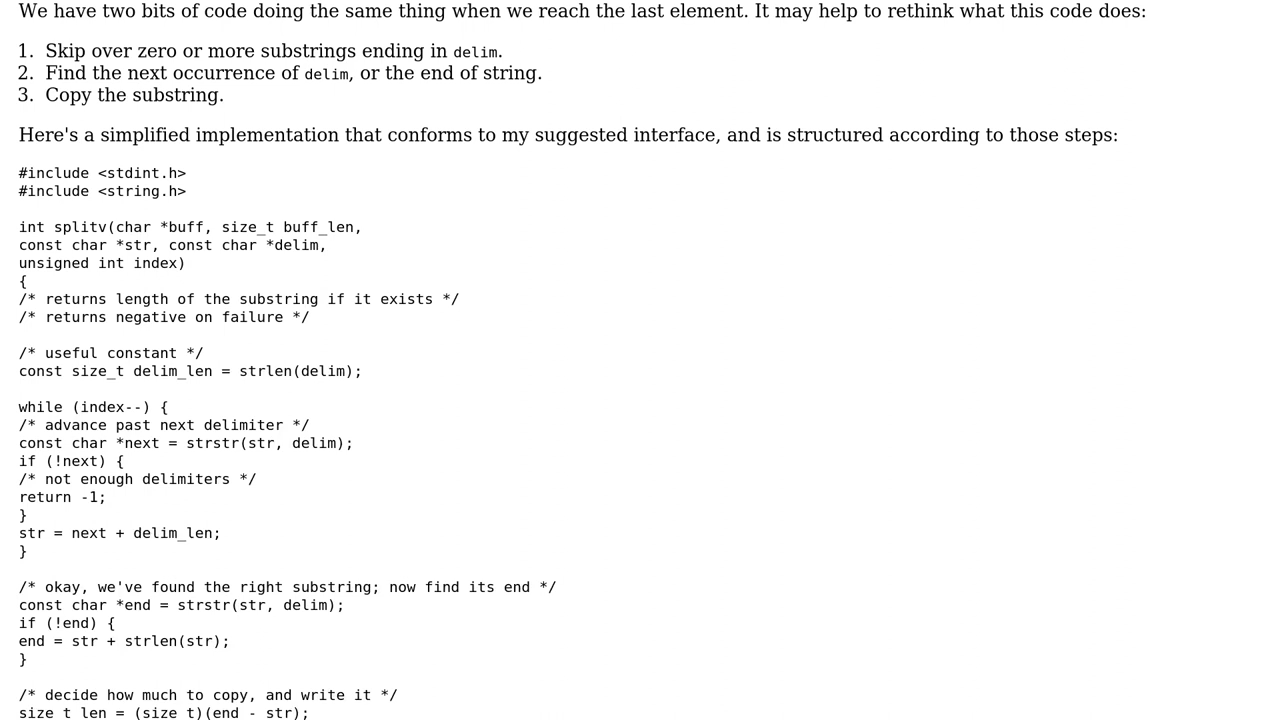 We have two bits of code doing the same thing when we reach the last element. It may help to rethink what this code does:
1. Skip over zero or more substrings ending in delim.
2. Find the next occurrence of delim, or the end of string.
3. Copy the substring.
Here's a simplified implementation that conforms to my suggested interface, and is structured according to those steps:
#include <stdint.h>
#include <string.h>
int splitv(char *buff, size_t buff_len,
const char *str, const char *delim,
unsigned int index)
{
/* returns length of the substring if it exists */
/* returns negative on failure */
/* useful constant */
const size_t delim_len = strlen(delim);
while (index--) {
/* advance past next delimiter */
const char *next = strstr(str, delim);
if (!next) {
/* not enough delimiters */
return -1;
}
str = next + delim_len;
}
/* okay, we've found the right substring; now find its end */
const char *end = strstr(str, delim);
if (!end) {
end = str + strlen(str);
}
/* decide how much to copy, and write it */
size_t len = (size_t)(end - str);